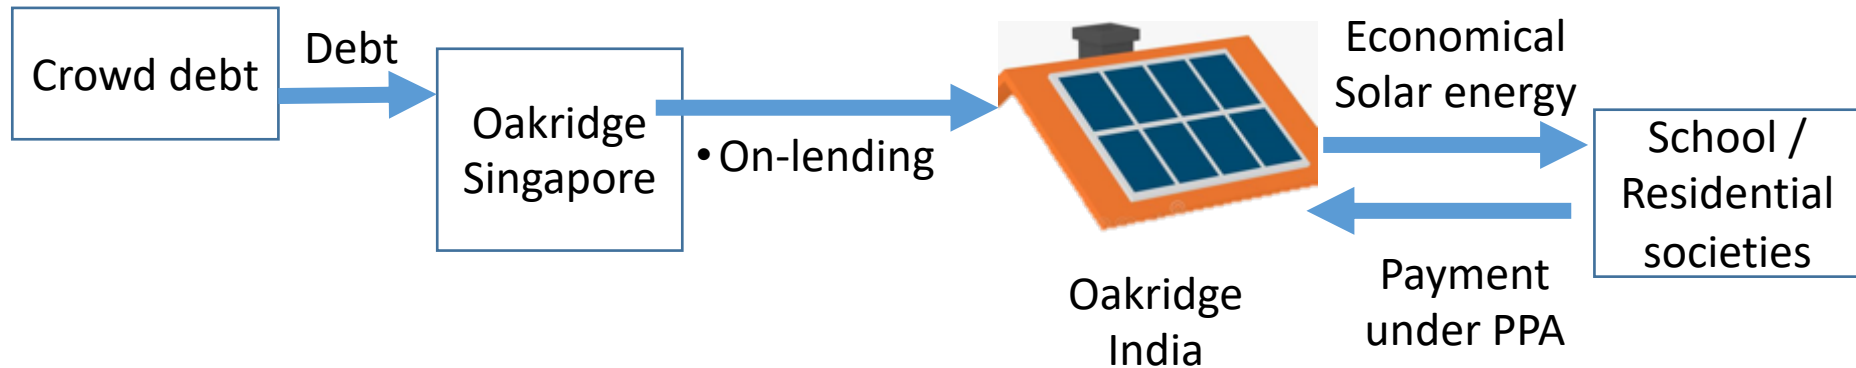 Crowd debt
Debt
Oakridge
Singapore
•On-lending
Oakridge
India
Economical
Solar energy
Payment
under PPA
School /
Residential
societies